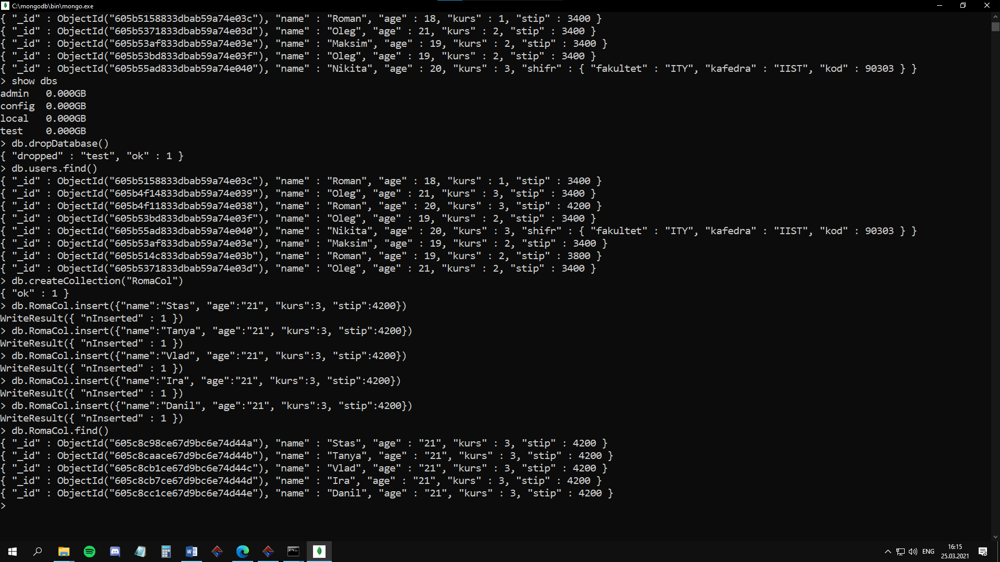 C:\mongodb\bin\mongo.exe
{ "_id" : ObjectId("605b5158833dbab59a74e03c"), "name" : "Roman", "age" : 18, "kurs" : 1, "stip" : 3400 }
{ "_id" : ObjectId("605b5371833dbab59a74e03d"), "name" : "Oleg", "age" : 21, "kurs" : 2, "stip" : 3400 }
{ "_id" : ObjectId("605b53af833dbab59a74e03e"), "name" : "Maksim", "age" : 19, "kurs" : 2, "stip" : 3400 }
{ "_id" : ObjectId("605b53bd833dbab59a74e03f"), "name" : "Oleg", "age" : 19, "kurs" : 2, "stip" : 3400 }
{ "_id" : ObjectId("605b55ad833dbab59a74e040"), "name" : "Nikita", "age" : 20, "kurs" : 3, "shifr" : { "fakultet" : "ITY", "kafedra" : "IIST", "kod" : 90303 } }
> show dbs
admin   0.000GB
config  0.000GB
local   0.000GB
test    0.000GB
> db.dropDatabase()
{ "dropped" : "test", "ok" : 1 }
> db.users.find()
{ "_id" : ObjectId("605b5158833dbab59a74e03c"), "name" : "Roman", "age" : 18, "kurs" : 1, "stip" : 3400 }
{ "_id" : ObjectId("605b4f14833dbab59a74e039"), "name" : "Oleg", "age" : 21, "kurs" : 3, "stip" : 3400 }
{ "_id" : ObjectId("605b4f11833dbab59a74e038"), "name" : "Roman", "age" : 20, "kurs" : 3, "stip" : 4200 }
{ "_id" : ObjectId("605b53bd833dbab59a74e03f"), "name" : "Oleg", "age" : 19, "kurs" : 2, "stip" : 3400 }
{ "_id" : ObjectId("605b55ad833dbab59a74e040"), "name" : "Nikita", "age" : 20, "kurs" : 3, "shifr" : { "fakultet" : "ITY", "kafedra" : "IIST", "kod" : 90303 } }
{ "_id" : ObjectId("605b53af833dbab59a74e03e"), "name" : "Maksim", "age" : 19, "kurs" : 2, "stip" : 3400 }
{ "_id" : ObjectId("605b514c833dbab59a74e03b"), "name" : "Roman", "age" : 19, "kurs" : 2, "stip" : 3800 }
{ "_id" : ObjectId("605b5371833dbab59a74e03d"), "name" : "Oleg", "age" : 21, "kurs" : 2, "stip" : 3400 }
> db.createCollection("RomaCol")
{ "ok" : 1 }
> db.RomaCol.insert({"name":"Stas", "age":"21", "kurs":3, "stip":4200})
WriteResult({ "nInserted" : 1 })
> db.RomaCol.insert({"name":"Tanya", "age":"21", "kurs":3, "stip":4200})
WriteResult({ "nInserted" : 1 })
> db.RomaCol.insert({"name":"Vlad", "age":"21", "kurs":3, "stip":4200})
WriteResult({ "nInserted" : 1 })
> db.RomaCol.insert({"name":"Ira", "age":"21", "kurs":3, "stip":4200})
WriteResult({ "nInserted" : 1 })
> db.RomaCol.insert({"name":"Danil", "age":"21", "kurs":3, "stip":4200})
WriteResult({ "nInserted" : 1 })
> db.RomaCol.find()
{ "_id" : ObjectId("605c8c98ce67d9bc6e74d44a"), "name" : "Stas", "age" : "21", "kurs" : 3, "stip" : 4200 }
{ "_id" : ObjectId("605c8caace67d9bc6e74d44b"), "name" : "Tanya", "age" : "21", "kurs" : 3, "stip" : 4200 }
{ "_id" : ObjectId("605c8cb1ce67d9bc6e74d44c"), "name" : "Vlad", "age" : "21", "kurs" : 3, "stip" : 4200 }
{ "_id" : ObjectId("605c8cb7ce67d9bc6e74d44d"), "name" : "Ira", "age" : "21", "kurs" : 3, "stip" : 4200 }
{ "_id" : ObjectId("605c8cc1ce67d9bc6e74d44e"), "name" : "Danil", "age" : "21", "kurs" : 3, "stip" : 4200 }
>
ENG
16:15
25.03.2021